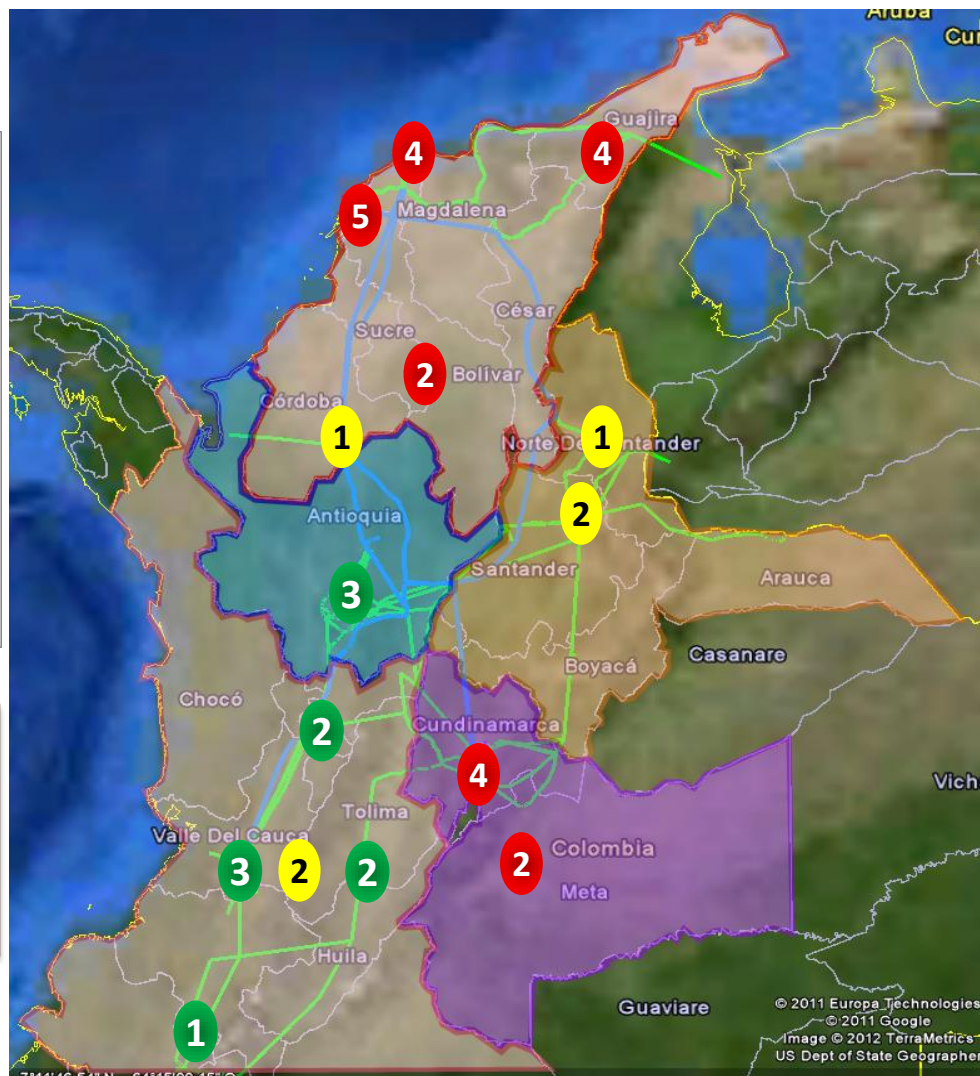 Aruba
Cur
Guajira
4
4
5
Magdalena
César
Sucre
2
Bolívar
Córdoba
1
1
Norte De Santander
2
Antioquia
Santander
3
Arauca
Boyacá
Casanare
Chocó
2
Cundinamarca
4
Vich
Tolima
Valle Del Cauca
3
2
2
2
Colombia
Meta
Huila
Guaviare
1
© 2011 Europa Technologies
© 2011 Google
Image © 2012 TerraMetrics
US Dept of State Geographer